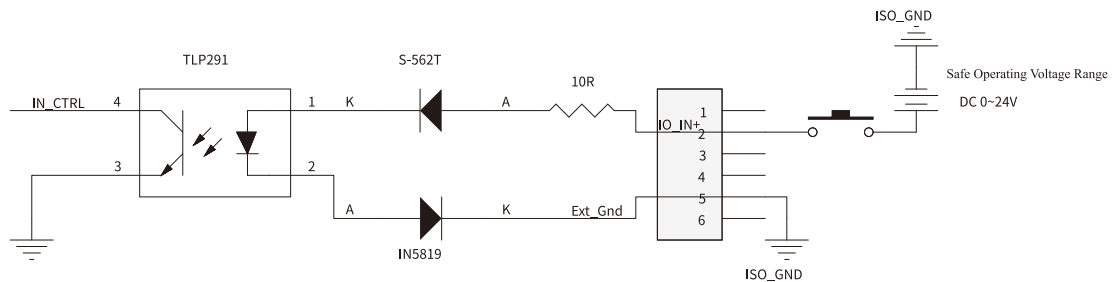 ISO_GND
TLP291
S-562T
Safe Operating Voltage Range
10R
DC 0~24V
IN_CTRL
4
1
K
A
1
IO_IN+
2
3
4
3
2
A
K
Ext_Gnd
5
6
IN5819
ISO_GND